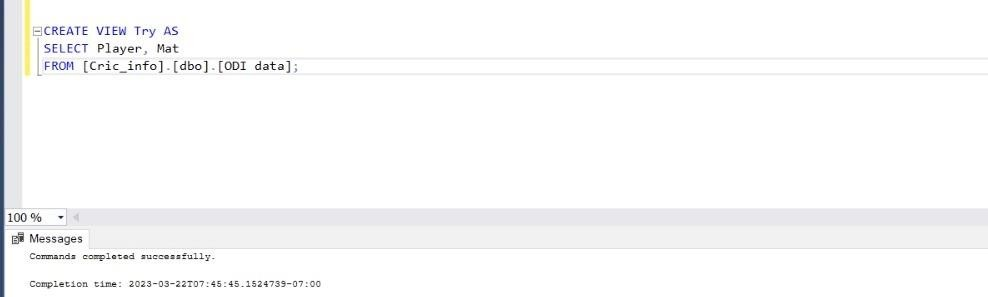 CREATE VIEW Try AS
SELECT Player, Mat
FROM [Cric_info].[dbo].[ODI data];
100 %
Messages
Commands completed successfully.
Completion time: 2023-03-22T07:45:45.1524739-07:00